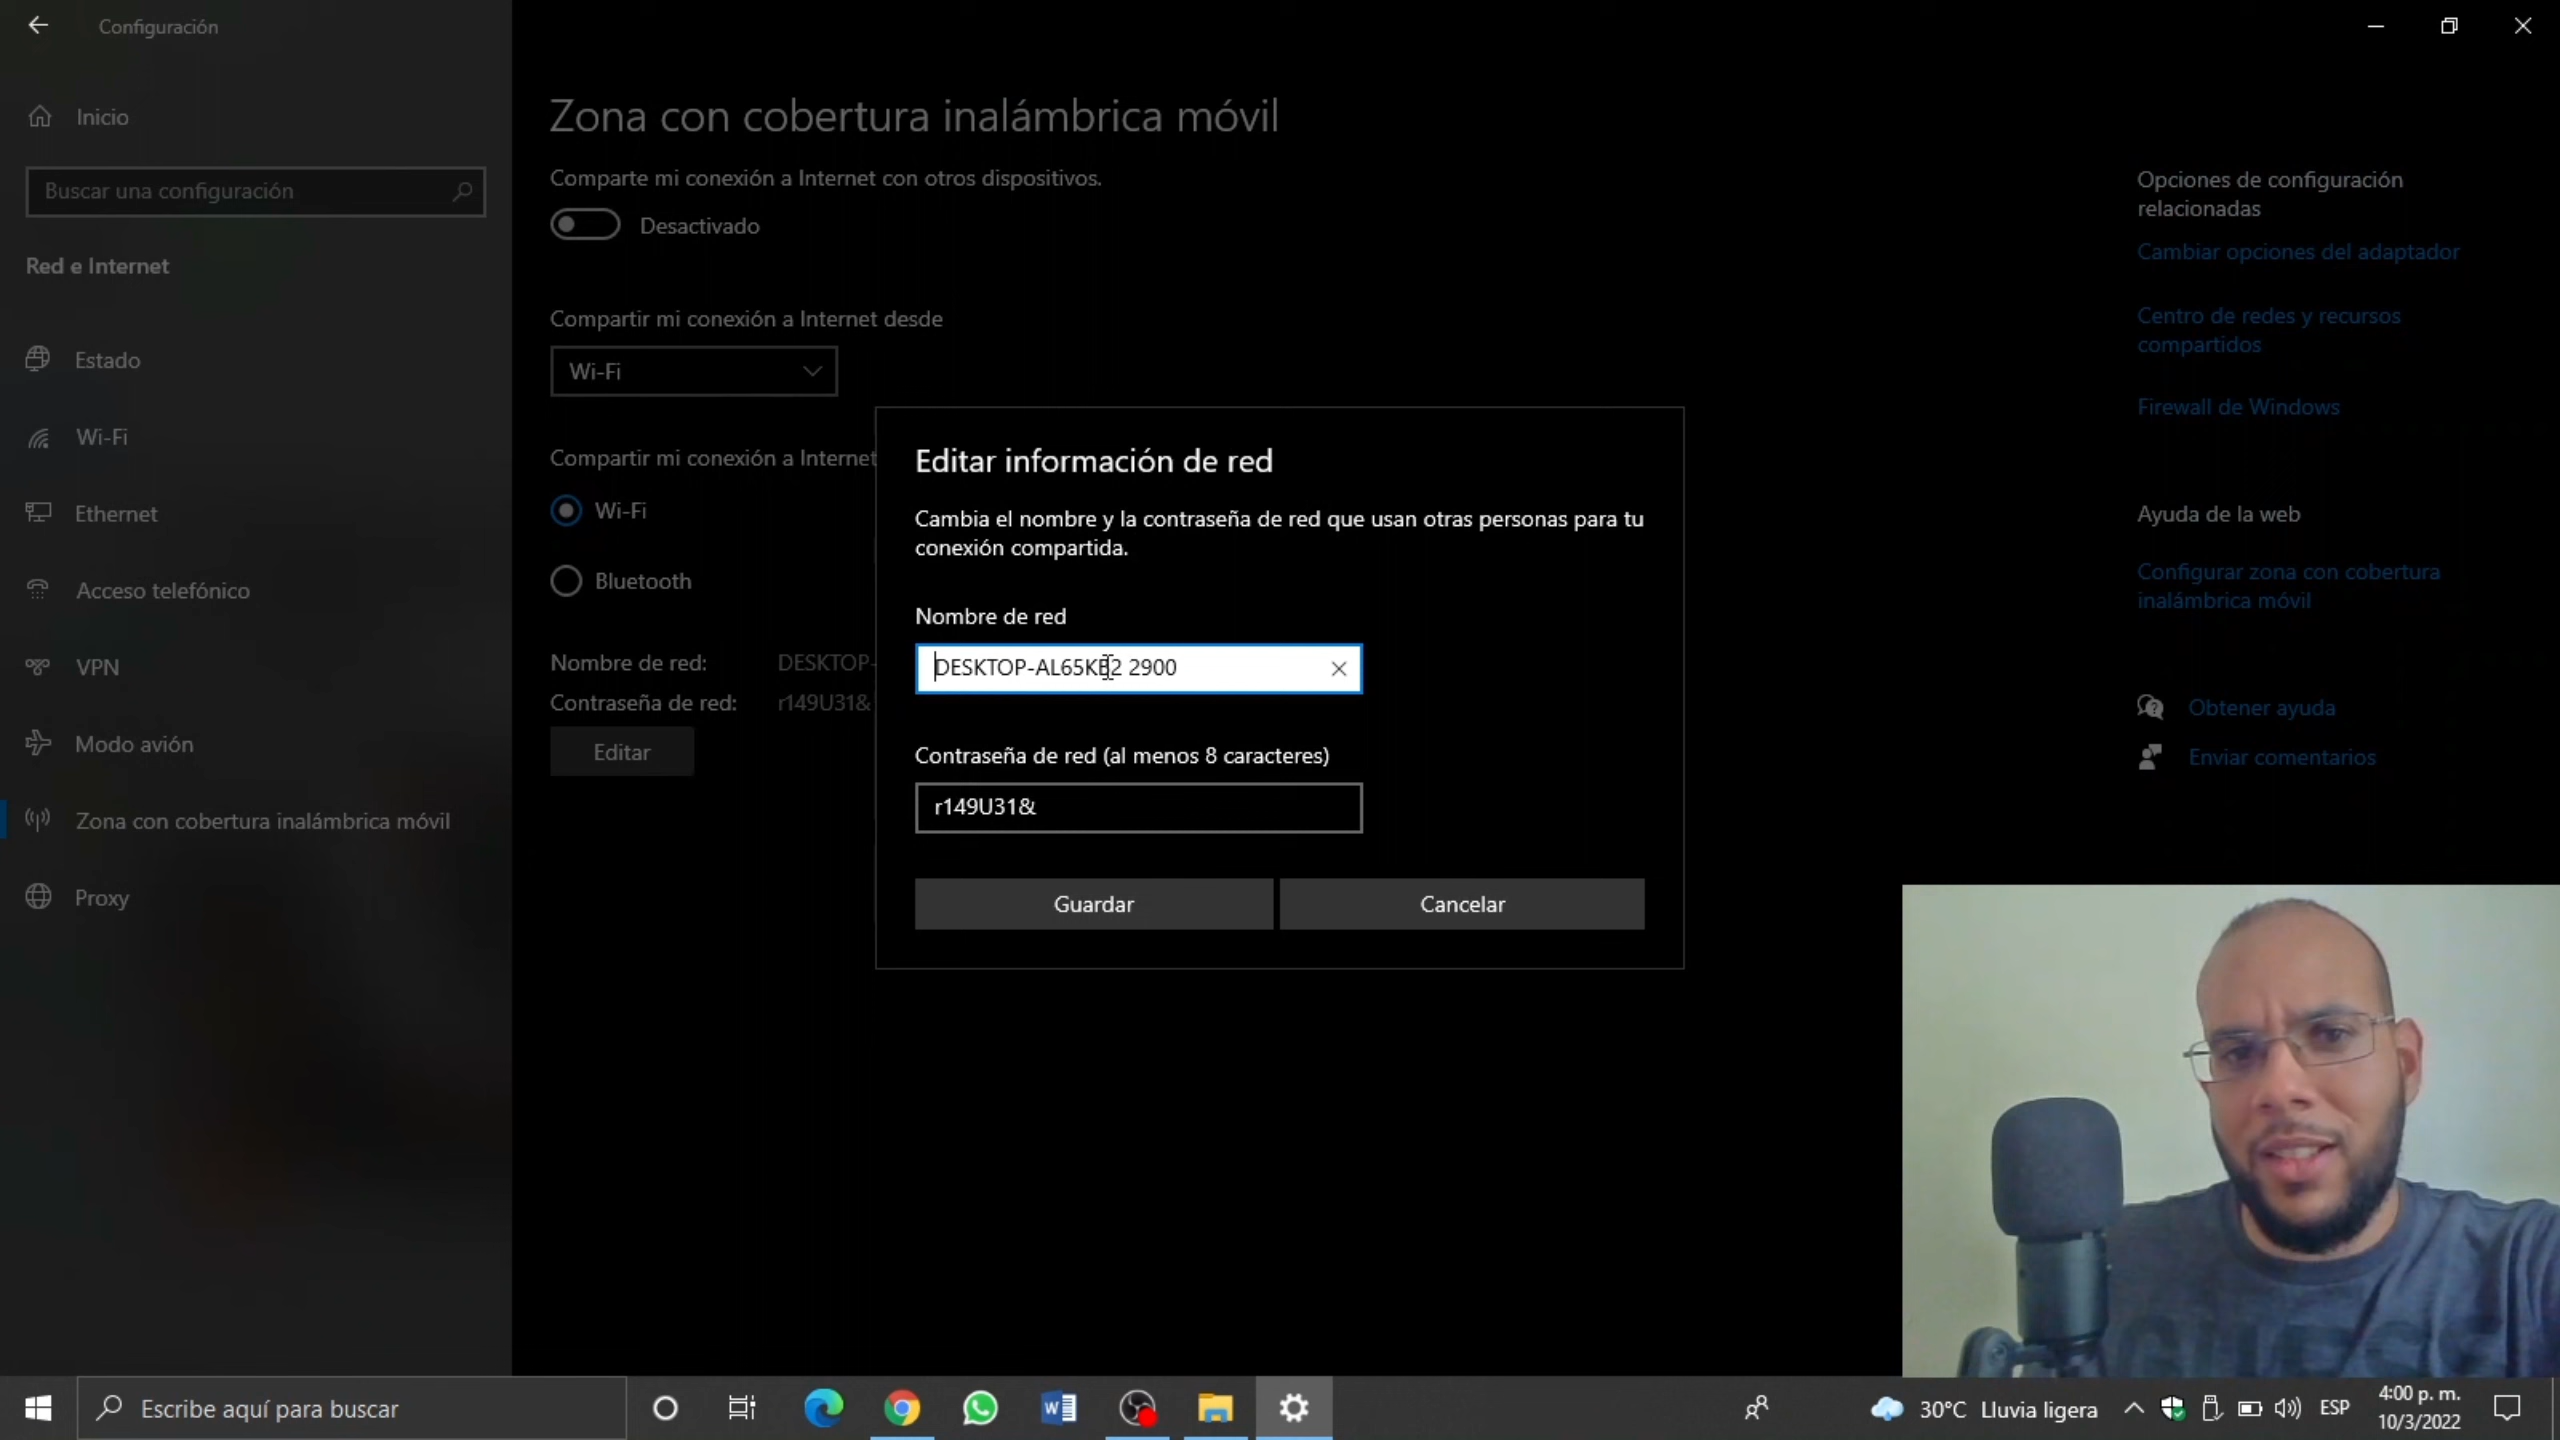 Configuración
Inicio
Buscar una configuración
Red e Internet
Estado
Wi-Fi
Ethernet
Acceso telefónico
VPN
Modo avión
Zona con cobertura inalámbrica móvil
Proxy
Zona con cobertura inalámbrica móvil
Comparte mi conexión a Internet con otros dispositivos.
Desactivado
Compartir mi conexión a Internet desde
Wi-Fi
Compartir mi conexión a Internet
Wi-Fi
Bluetooth
Nombre de red: DESKTOP-
Contraseña de red: r149U31&
Editar
Editar información de red
Cambia el nombre y la contraseña de red que usan otras personas para tu
conexión compartida.
Nombre de red
DESKTOP-AL65KB2 2900
Contraseña de red (al menos 8 caracteres)
r149U31&
Guardar
Cancelar
Opciones de configuración
relacionadas
Cambiar opciones del adaptador
Centro de redes y recursos
compartidos
Firewall de Windows
Ayuda de la web
Configurar zona con cobertura
inalámbrica móvil
Obtener ayuda
Enviar comentarios
Escribe aquí para buscar
30°C Lluvia ligera
ESP
4:00 p. m.
10/3/2022